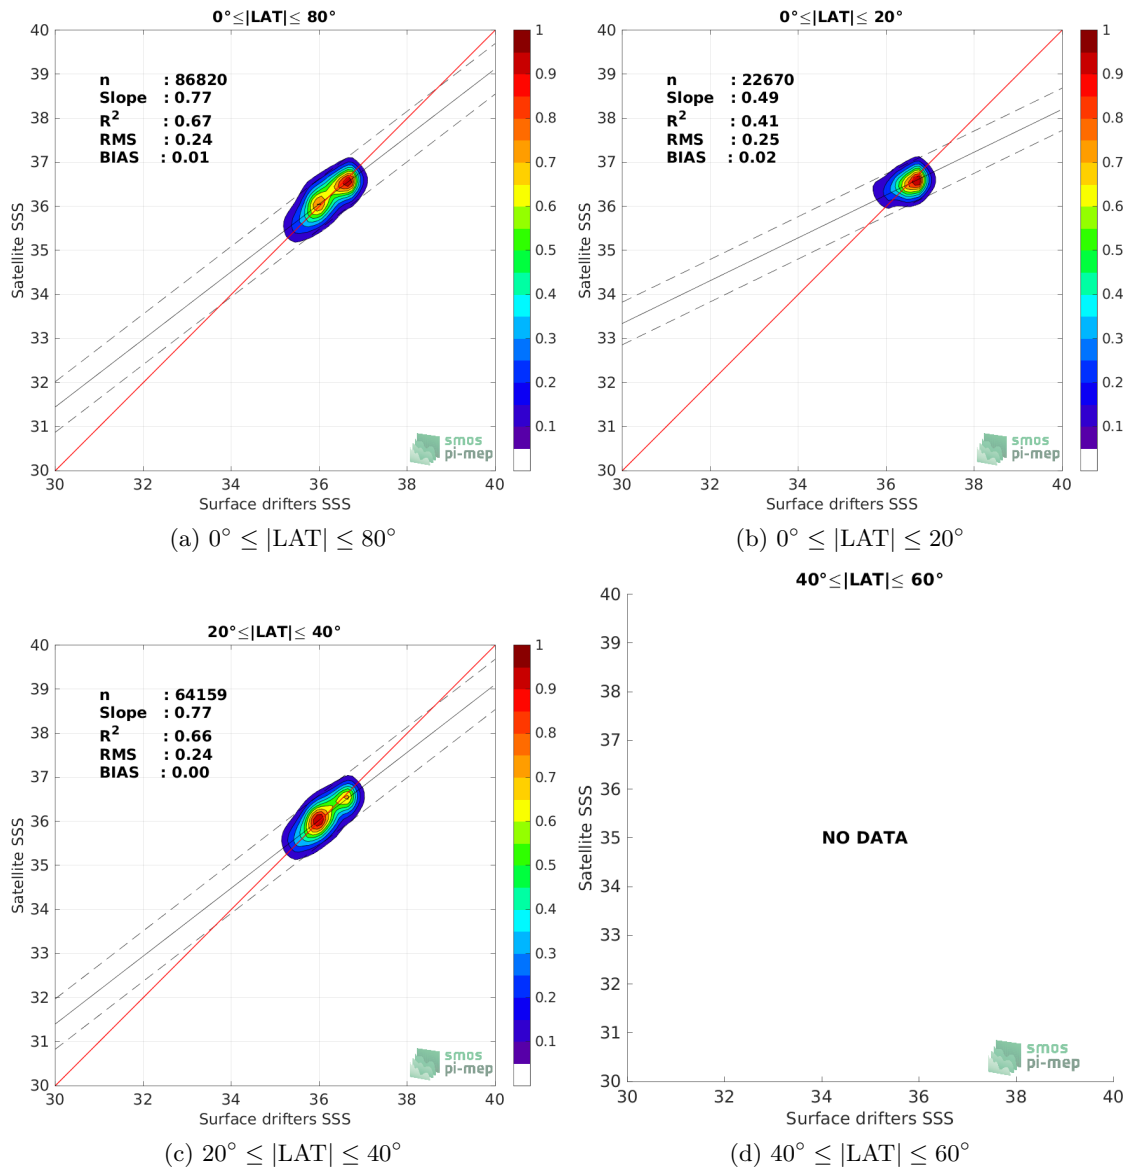 0°≤|LAT|≤ 80°
40
39
38
37
36
35
34
33
32
31
30
Satellite SSS
n : 86820
Slope : 0.77
R² : 0.67
RMS : 0.24
BIAS : 0.01
smos
pi-mep
30 32 34 36 38 40
Surface drifters SSS
1
0.9
0.8
0.7
0.6
0.5
0.4
0.3
0.2
0.1
(a) 0° ≤ |LAT| ≤ 80°
0°≤|LAT|≤ 20°
40
39
38
37
36
35
34
33
32
31
30
Satellite SSS
n : 22670
Slope : 0.49
R² : 0.41
RMS : 0.25
BIAS : 0.02
smos
pi-mep
30 32 34 36 38 40
Surface drifters SSS
1
0.9
0.8
0.7
0.6
0.5
0.4
0.3
0.2
0.1
(b) 0° ≤ |LAT| ≤ 20°
20°≤|LAT|≤ 40°
40
39
38
37
36
35
34
33
32
31
30
Satellite SSS
n : 64159
Slope : 0.77
R² : 0.66
RMS : 0.24
BIAS : 0.00
smos
pi-mep
30 32 34 36 38 40
Surface drifters SSS
1
0.9
0.8
0.7
0.6
0.5
0.4
0.3
0.2
0.1
(c) 20° ≤ |LAT| ≤ 40°
40°≤|LAT|≤ 60°
40
39
38
37
36
35
34
33
32
31
30
Satellite SSS
NO DATA
smos
pi-mep
30 32 34 36 38 40
Surface drifters SSS
(d) 40° ≤ |LAT| ≤ 60°